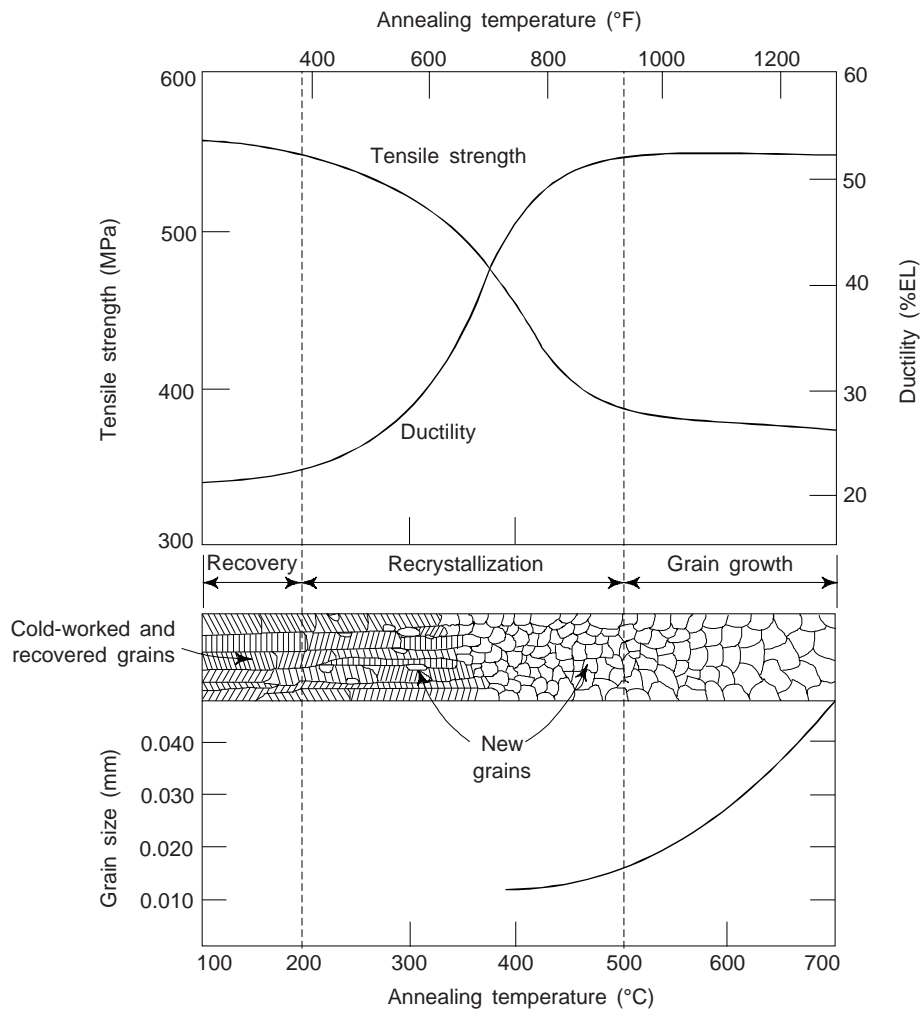 Annealing temperature (°F)
400 600 800 1000 1200
600
500
400
300
Tensile strength (MPa)
60
50
40
30
20
Ductility (%EL)
Tensile strength
Ductility
Recovery Recrystallization Grain growth
Cold-worked and
recovered grains
New
grains
0.040
0.030
0.020
0.010
Grain size (mm)
100 200 300 400 500 600 700
Annealing temperature (°C)